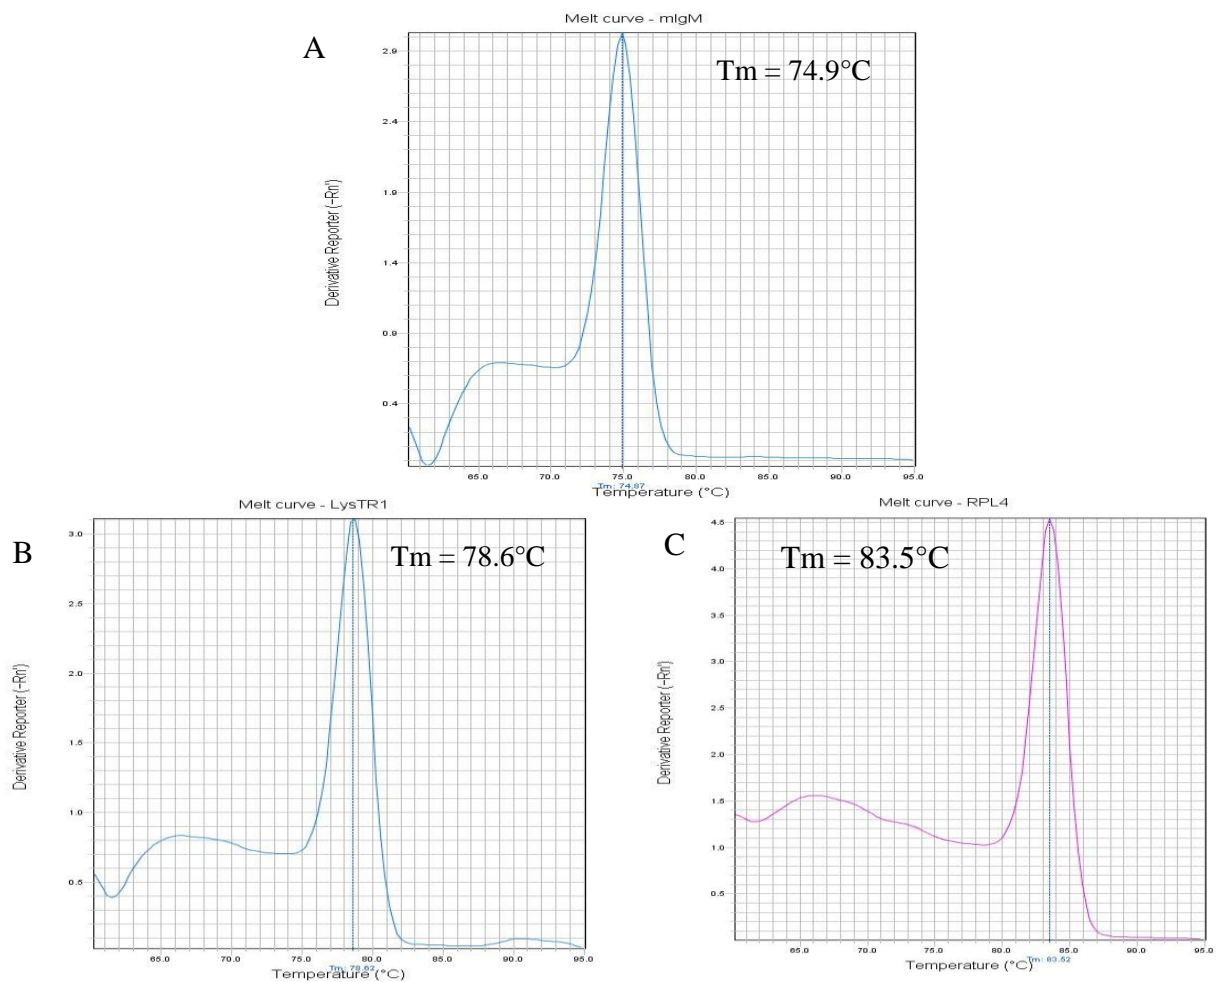 Melt curve - mIgM
A
Tm = 74.9°C
Derivative Reporter (-Rn')
2.9
2.4
1.9
1.4
0.9
0.4
65.0 70.0 75.0 80.0 85.0 90.0 95.0
Tm: 74.87
Temperature (°C)
Melt curve - LysTR1
B
Tm = 78.6°C
Derivative Reporter (-Rn')
3.0
2.5
2.0
1.5
1.0
0.5
65.0 70.0 75.0 80.0 85.0 90.0 95.0
Tm: 78.62
Temperature (°C)
Melt curve - RPL4
C
Tm = 83.5°C
Derivative Reporter (-Rn')
4.5
4.0
3.5
3.0
2.5
2.0
1.5
1.0
0.5
65.0 70.0 75.0 80.0 85.0 90.0 95.0
Tm: 83.52
Temperature (°C)